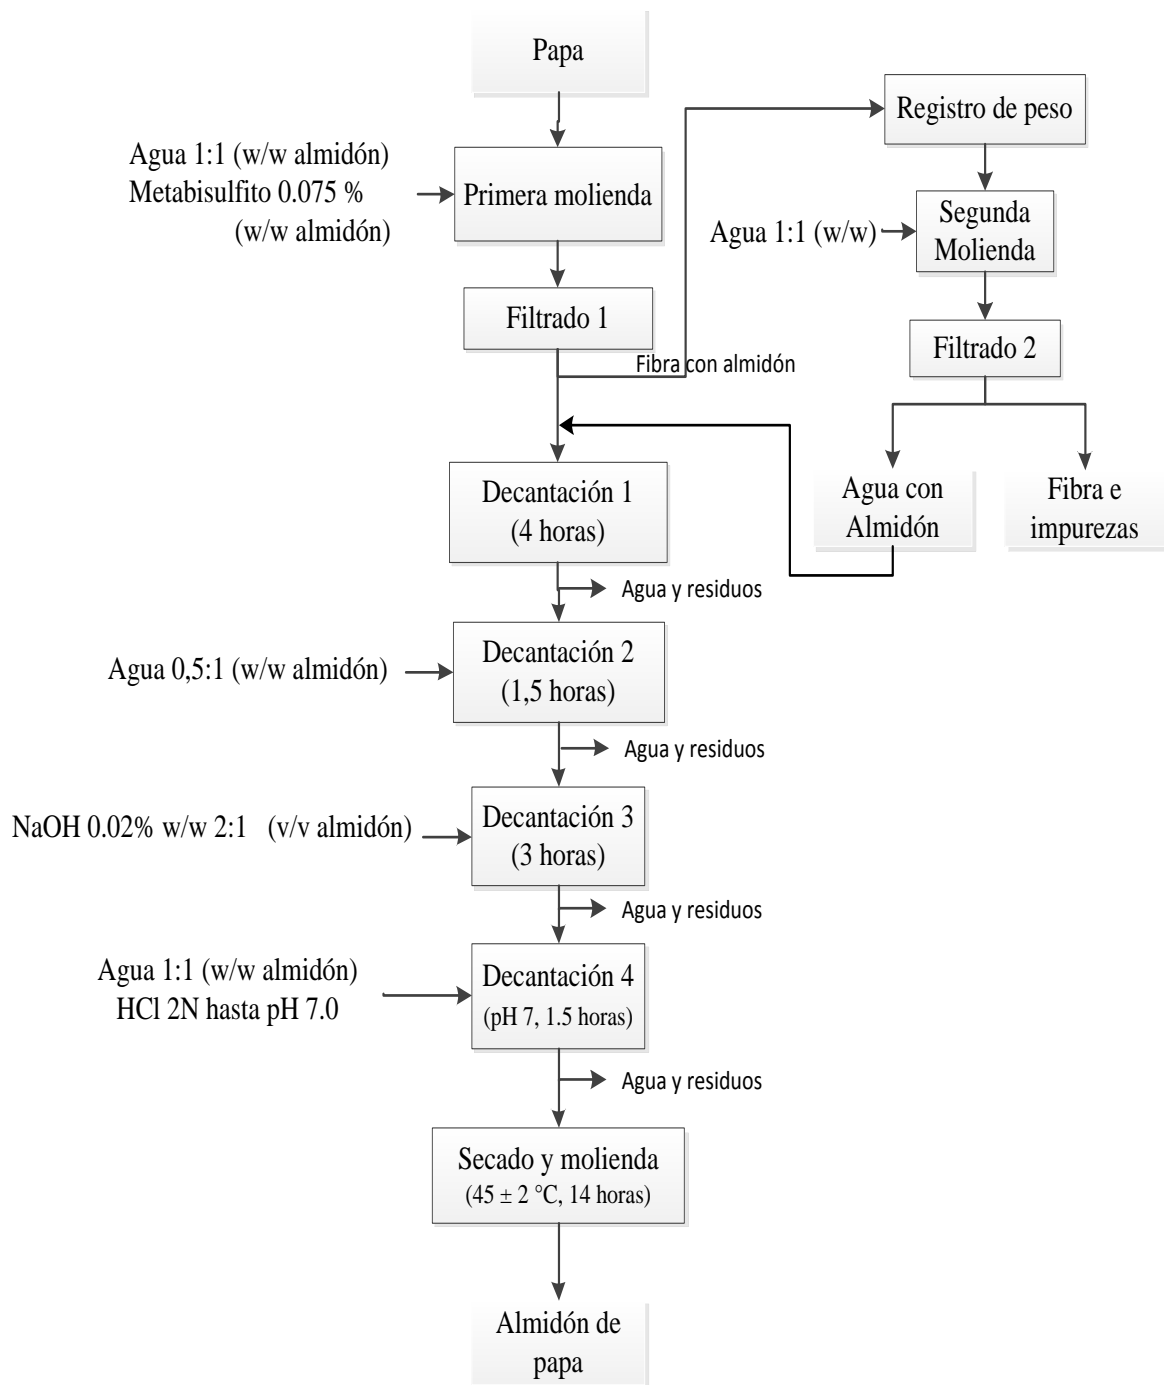 Papa
Agua 1:1 (w/w almidón)
Metabisulfito 0.075 %
(w/w almidón)
Primera molienda
Filtrado 1
Fibra con almidón
Registro de peso
Agua 1:1 (w/w)
Segunda
Molienda
Filtrado 2
Agua con
Almidón
Fibra e
impurezas
Decantación 1
(4 horas)
Agua y residuos
Agua 0,5:1 (w/w almidón)
Decantación 2
(1,5 horas)
Agua y residuos
NaOH 0.02% w/w 2:1 (v/v almidón)
Decantación 3
(3 horas)
Agua y residuos
Agua 1:1 (w/w almidón)
HCl 2N hasta pH 7.0
Decantación 4
(pH 7, 1.5 horas)
Agua y residuos
Secado y molienda
(45 ± 2 °C, 14 horas)
Almidón de
papa